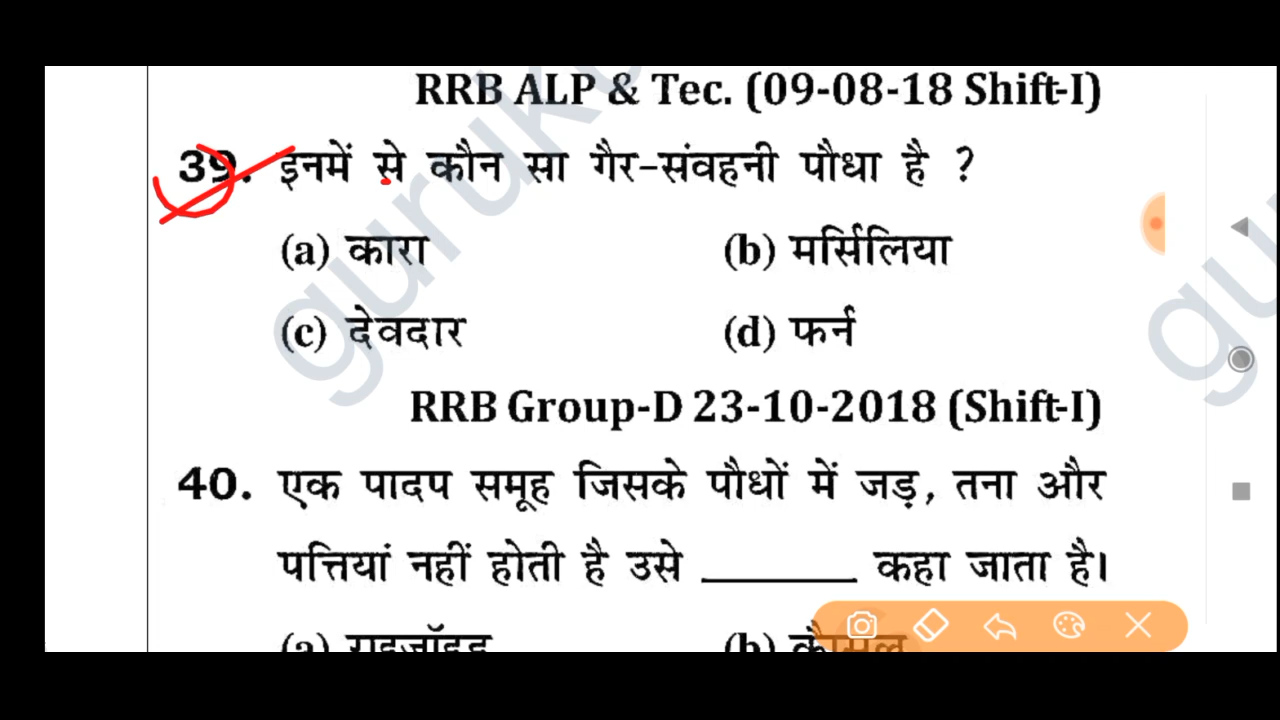 RRB ALP & Tec. (09-08-18 Shift-I)
39. इनमें से कौन सा गैर-संवहनी पौधा है ?
(a) कारा (b) मर्सिलिया
(c) देवदार (d) फर्न
RRB Group-D 23-10-2018 (Shift-I)
40. एक पादप समूह जिसके पौधों में जड़, तना और
पत्तियां नहीं होती है उसे ________ कहा जाता है।
(a) (b)